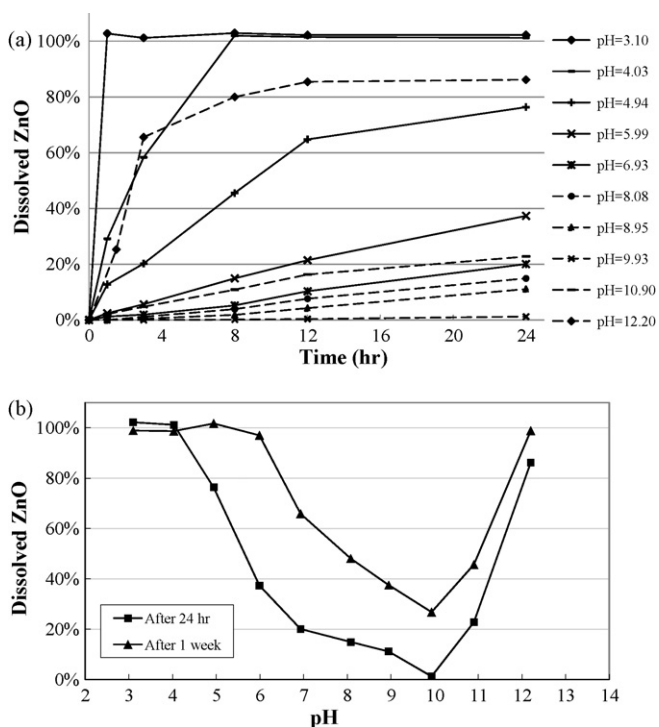 (a)
100%
80%
60%
40%
20%
0%
Dissolved ZnO
0 4 8 12 16 20 24
Time (hr)
pH=3.10
pH=4.03
pH=4.94
pH=5.99
pH=6.93
pH=8.08
pH=8.95
pH=9.93
pH=10.90
pH=12.20
(b)
100%
80%
60%
40%
20%
0%
Dissolved ZnO
After 24 hr
After 1 week
2 3 4 5 6 7 8 9 10 11 12 13 14
pH